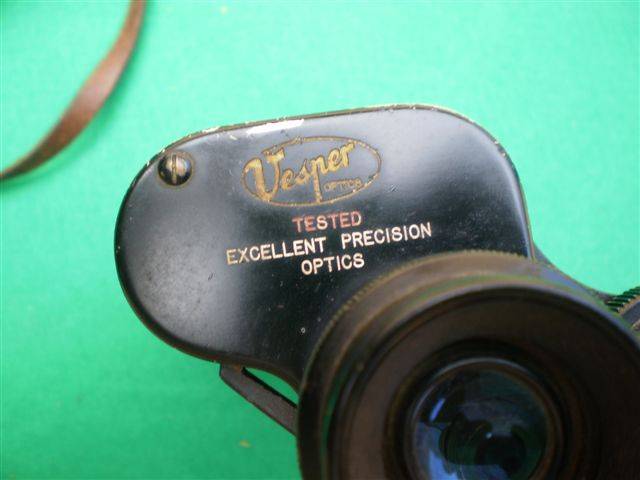 Vesper
OPTICS
TESTED
EXCELLENT PRECISION
OPTICS